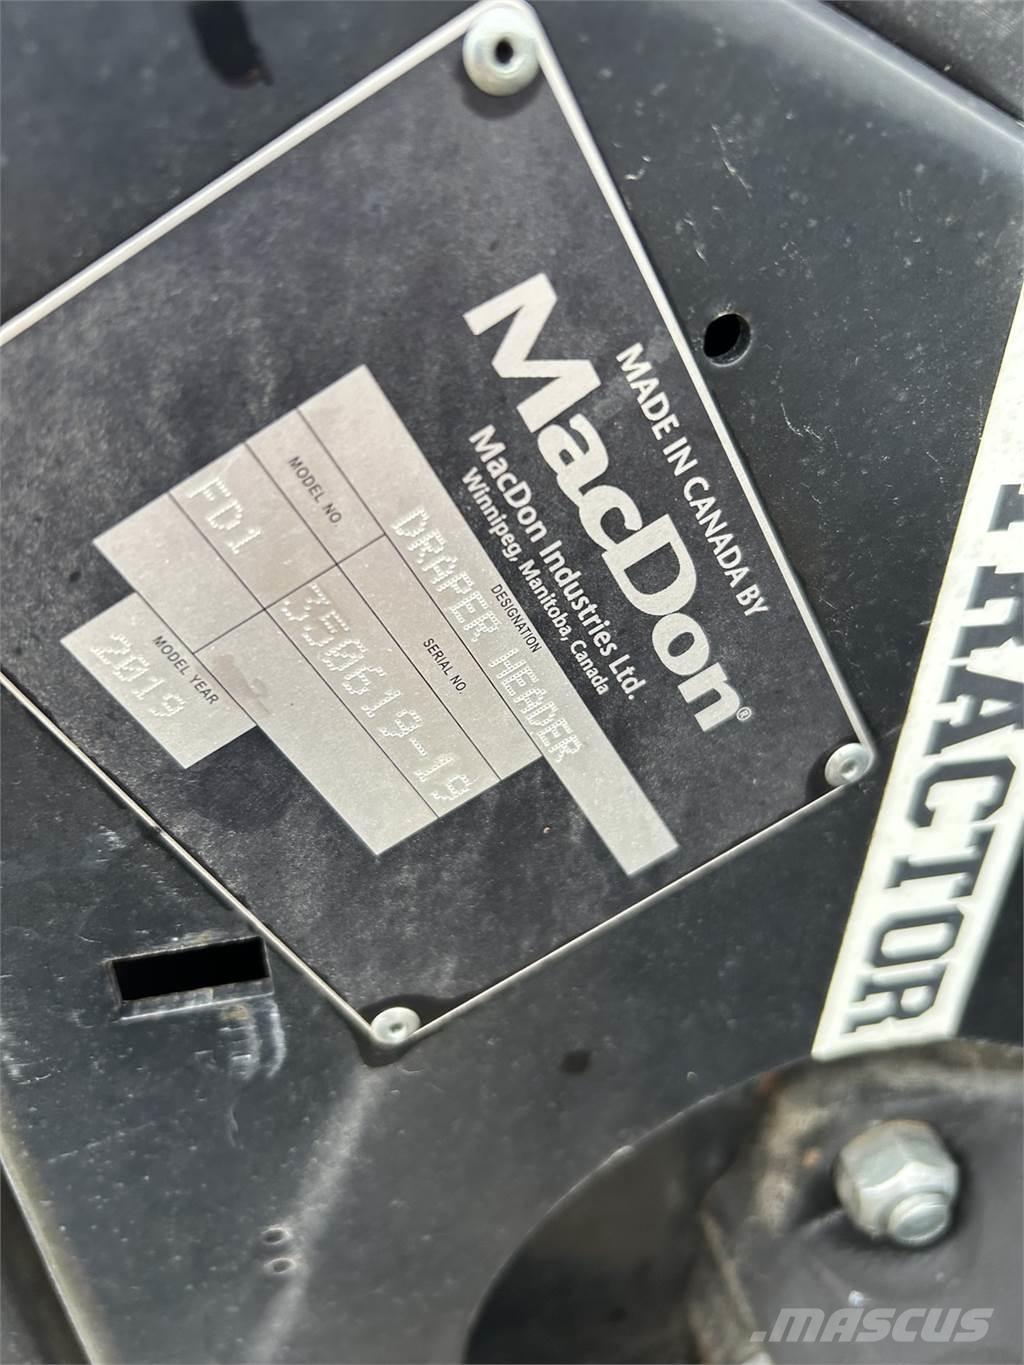 MADE IN CANADA BY
MacDon®
MacDon Industries Ltd.
Winnipeg, Manitoba, Canada
DESIGNATION
DRAPER HEADER
MODEL NO.
SERIAL NO.
FD1
350613-19
MODEL YEAR
2019
TRACTOR
.MASCUS